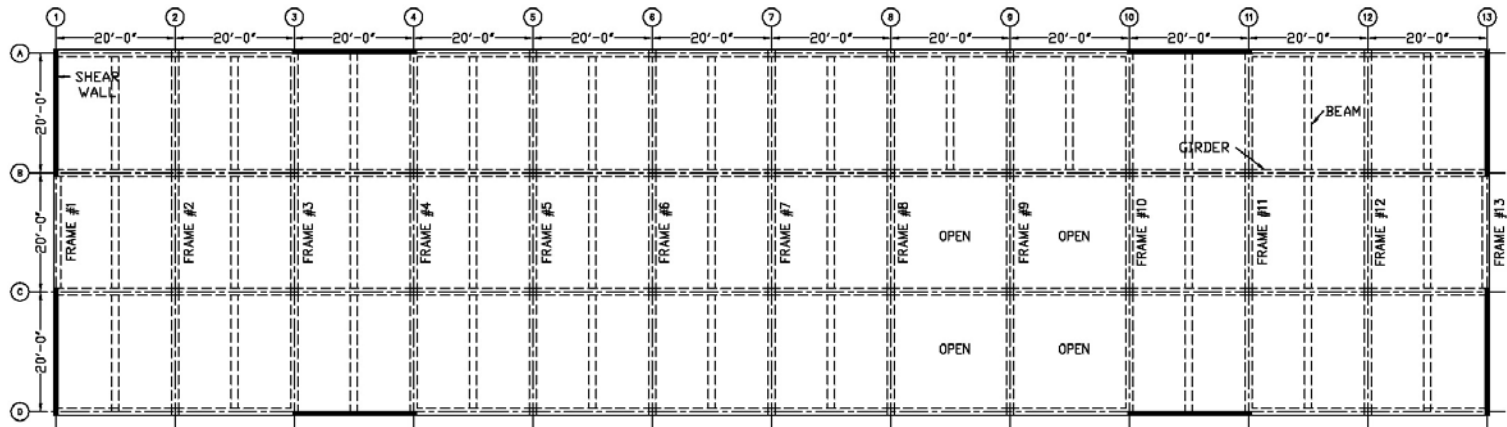 1 2 3 4 5 6 7 8 9 10 11 12 13
20'-0" 20'-0" 20'-0" 20'-0" 20'-0" 20'-0" 20'-0" 20'-0" 20'-0" 20'-0" 20'-0" 20'-0"
A
SHEAR
WALL
20'-0"
BEAM
GIRDER
B
20'-0"
FRAME #1 FRAME #2 FRAME #3 FRAME #4 FRAME #5 FRAME #6 FRAME #7 FRAME #8 OPEN FRAME #9 OPEN FRAME #10 FRAME #11 FRAME #12 FRAME #13
C
20'-0"
OPEN OPEN
D